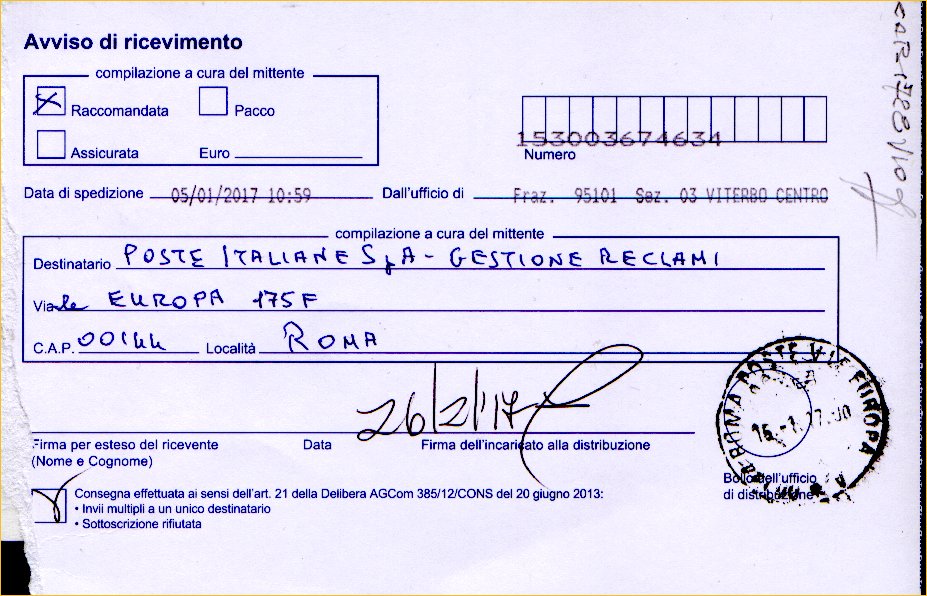 Avviso di ricevimento
compilazione a cura del mittente
Raccomandata Pacco
Assicurata Euro
153003674634
Numero
Data di spedizione 05/01/2017 10:59 Dall'ufficio di Fraz. 95101 Sez. 03 VITERBO CENTRO
compilazione a cura del mittente
Destinatario POSTE ITALIANE SpA - GESTIONE RECLAMI
Viale EUROPA 175F
C.A.P. 00144 Località ROMA
26/2/17
Firma per esteso del ricevente Data Firma dell'incaricato alla distribuzione
(Nome e Cognome)
ROMA POSTE V.LE EUROPA
Bollo dell'ufficio
di distribuzione
Consegna effettuata ai sensi dell'art. 21 della Delibera AGCom 385/12/CONS del 20 giugno 2013:
• Invii multipli a un unico destinatario
• Sottoscrizione rifiutata